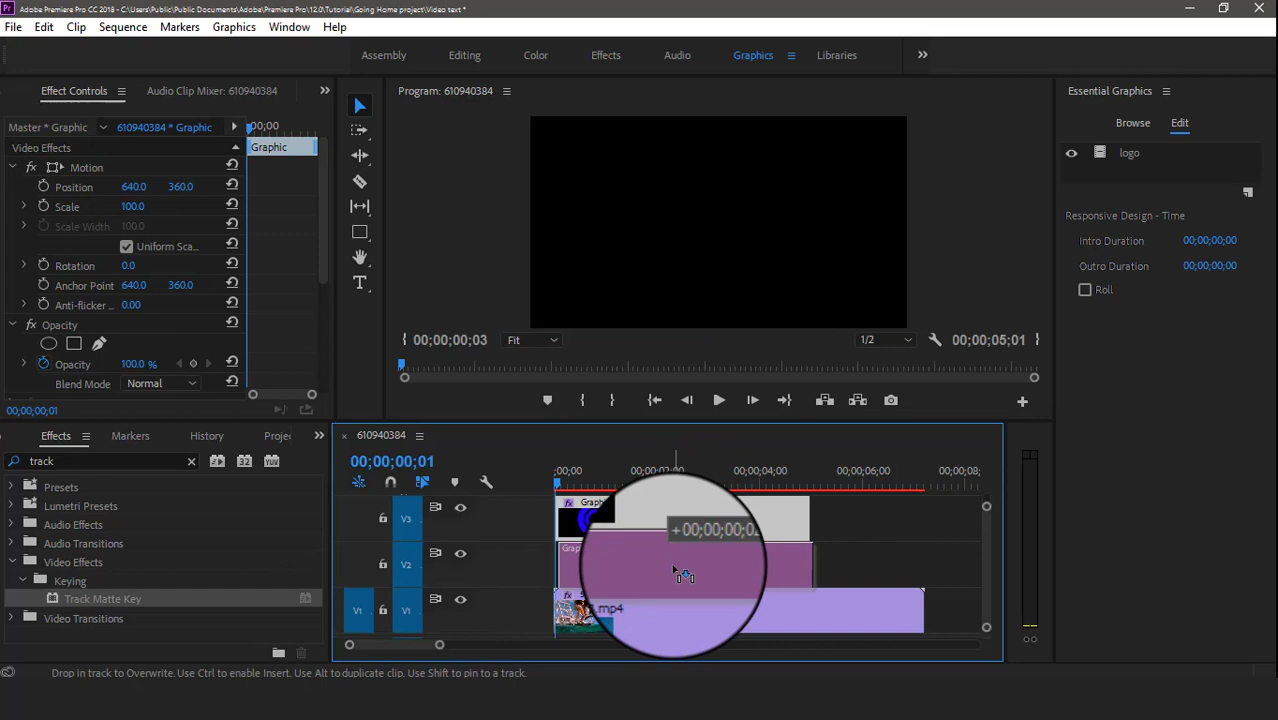 Adobe Premiere Pro CC 2018 - C:\Users\Public\Public Documents\Adobe\Premiere Pro\12.0\Tutorial\Going Home project\Video text *
File Edit Clip Sequence Markers Graphics Window Help
Assembly Editing Color Effects Audio Graphics Libraries
Effect Controls Audio Clip Mixer: 610940384
Master * Graphic 610940384 * Graphic ;00;00
Video Effects Graphic
fx Motion
Position 640.0 360.0
Scale 100.0
Scale Width 100.0
Uniform Sca...
Rotation 0.0
Anchor Point 640.0 360.0
Anti-flicker ... 0.00
fx Opacity
Opacity 100.0 %
Blend Mode Normal
00;00;00;01
Program: 610940384
00;00;00;03 Fit 1/2 00;00;05;01
Essential Graphics
Browse Edit
logo
Responsive Design - Time
Intro Duration 00;00;00;00
Outro Duration 00;00;00;00
Roll
Effects Markers History Proje
track
Presets
Lumetri Presets
Audio Effects
Audio Transitions
Video Effects
Keying
Track Matte Key
Video Transitions
610940384
00;00;00;01
;00;00 00;00;02;00 00;00;04;00 00;00;06;00 00;00;08;
V3 fx Graph
V2 Grap
V1 V1 fx .mp4
+00;00;00;0
Drop in track to Overwrite. Use Ctrl to enable Insert. Use Alt to duplicate clip. Use Shift to pin to a track.